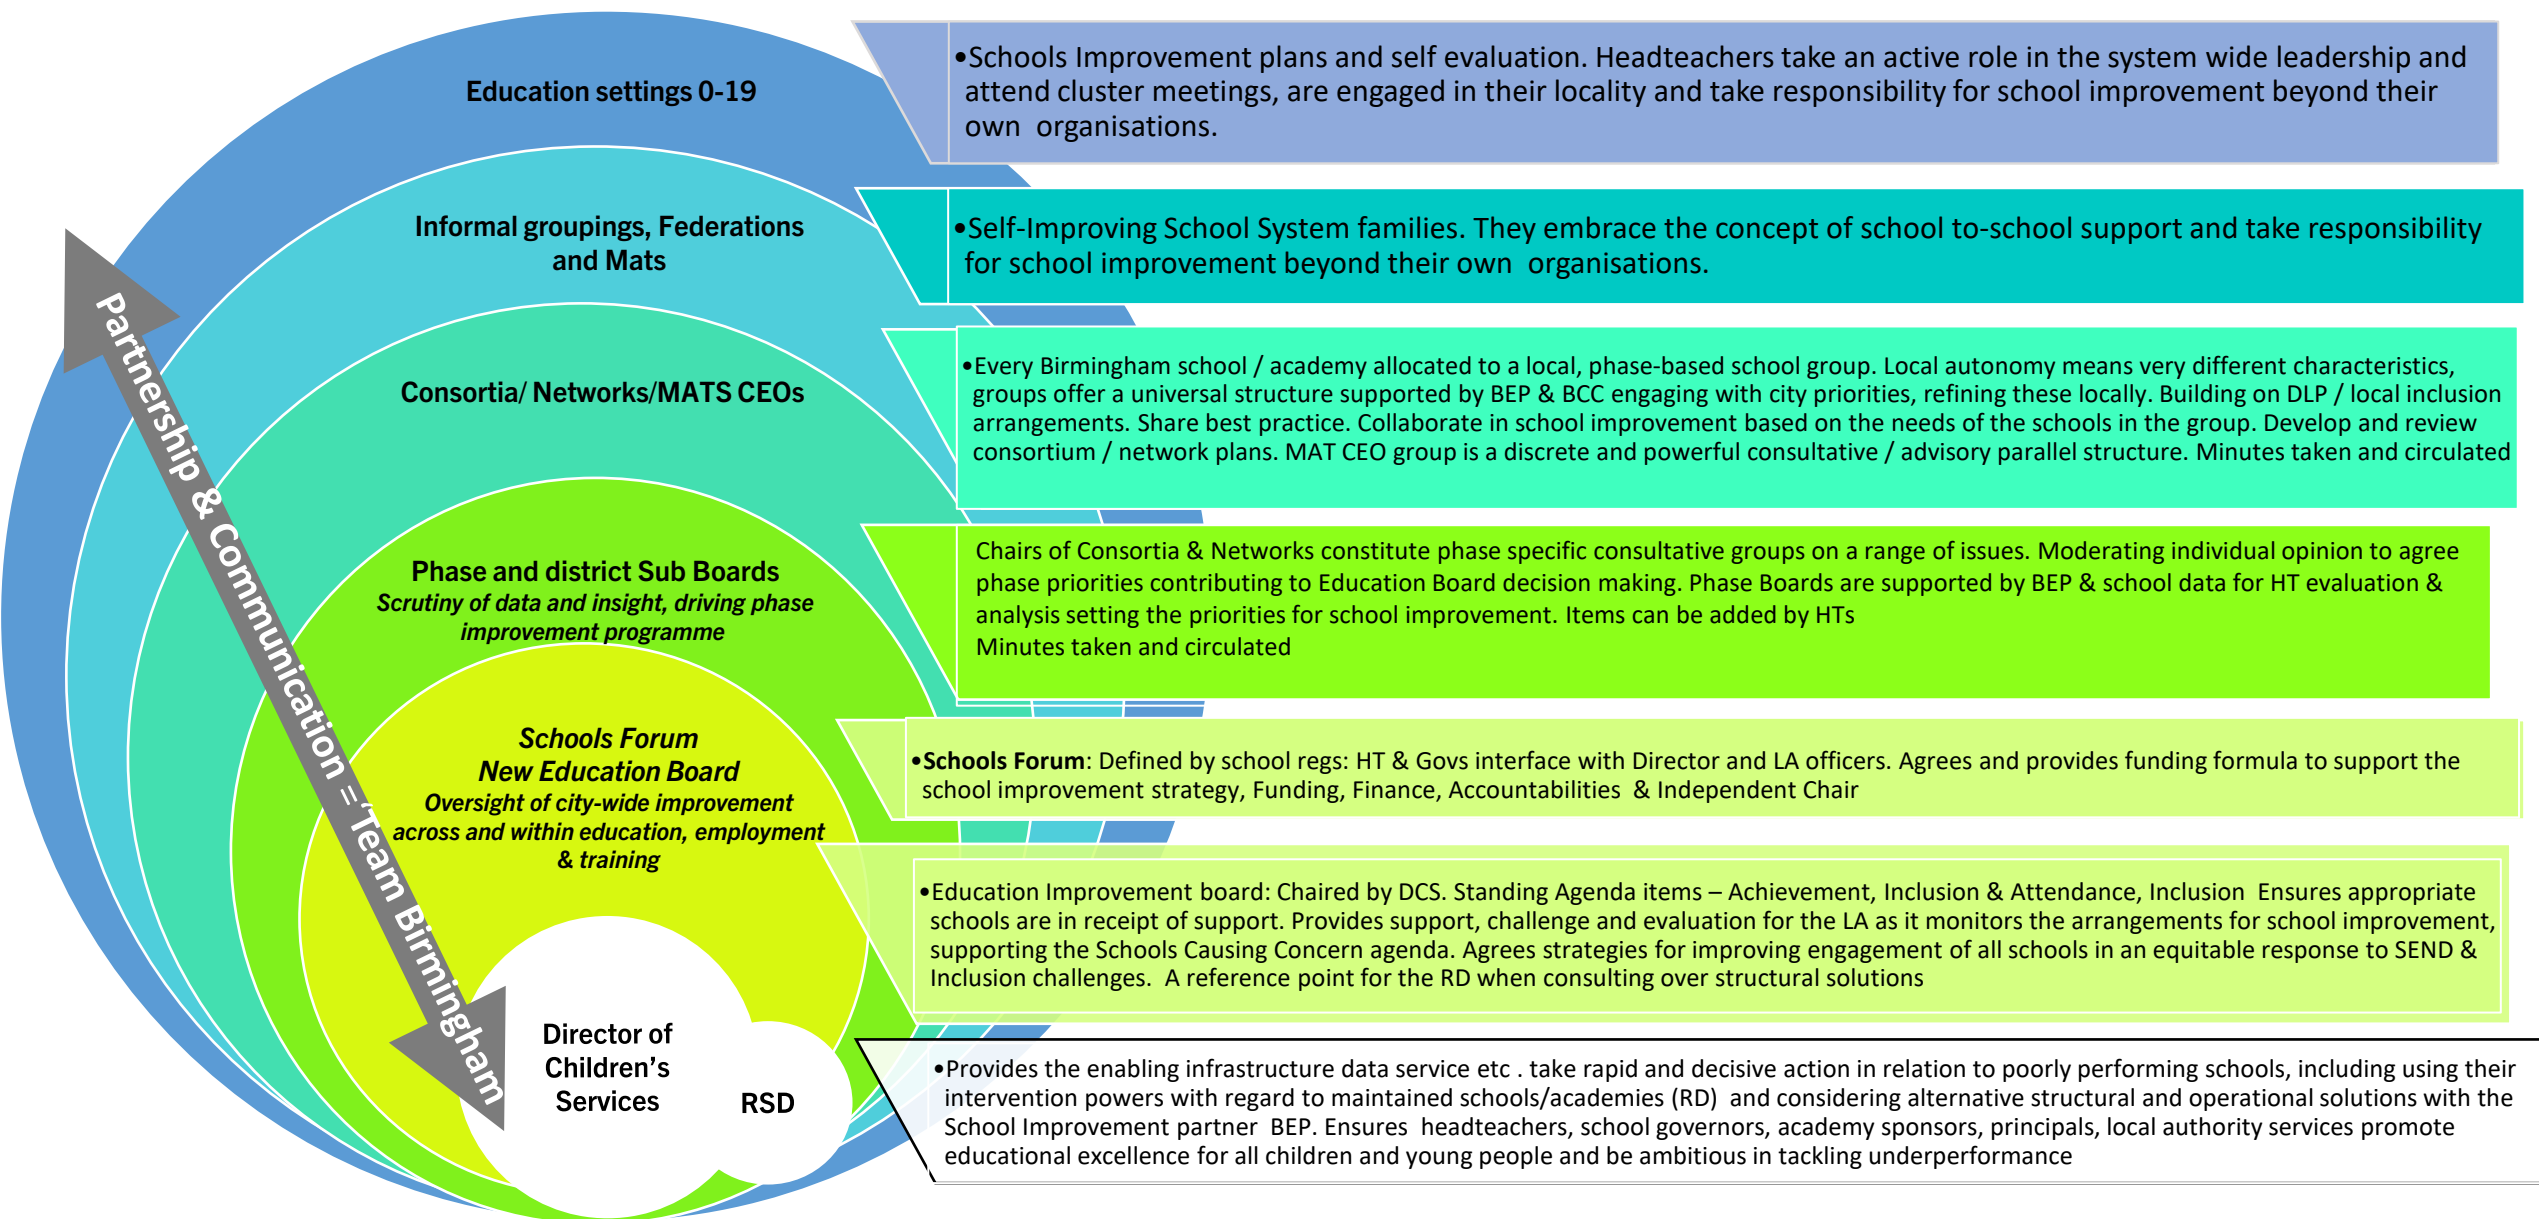 Education settings 0-19
•Schools Improvement plans and self evaluation. Headteachers take an active role in the system wide leadership and
attend cluster meetings, are engaged in their locality and take responsibility for school improvement beyond their
own organisations.
Informal groupings, Federations
and Mats
•Self-Improving School System families. They embrace the concept of school to-school support and take responsibility
for school improvement beyond their own organisations.
Consortia/ Networks/MATS CEOs
•Every Birmingham school / academy allocated to a local, phase-based school group. Local autonomy means very different characteristics,
groups offer a universal structure supported by BEP & BCC engaging with city priorities, refining these locally. Building on DLP / local inclusion
arrangements. Share best practice. Collaborate in school improvement based on the needs of the schools in the group. Develop and review
consortium / network plans. MAT CEO group is a discrete and powerful consultative / advisory parallel structure. Minutes taken and circulated
Phase and district Sub Boards
Scrutiny of data and insight, driving phase
improvement programme
Chairs of Consortia & Networks constitute phase specific consultative groups on a range of issues. Moderating individual opinion to agree
phase priorities contributing to Education Board decision making. Phase Boards are supported by BEP & school data for HT evaluation &
analysis setting the priorities for school improvement. Items can be added by HTs
Minutes taken and circulated
Schools Forum
New Education Board
Oversight of city-wide improvement
across and within education, employment
& training
•Schools Forum: Defined by school regs: HT & Govs interface with Director and LA officers. Agrees and provides funding formula to support the
school improvement strategy, Funding, Finance, Accountabilities & Independent Chair
•Education Improvement board: Chaired by DCS. Standing Agenda items – Achievement, Inclusion & Attendance, Inclusion Ensures appropriate
schools are in receipt of support. Provides support, challenge and evaluation for the LA as it monitors the arrangements for school improvement,
supporting the Schools Causing Concern agenda. Agrees strategies for improving engagement of all schools in an equitable response to SEND &
Inclusion challenges. A reference point for the RD when consulting over structural solutions
Director of
Children's
Services
RSD
•Provides the enabling infrastructure data service etc . take rapid and decisive action in relation to poorly performing schools, including using their
intervention powers with regard to maintained schools/academies (RD) and considering alternative structural and operational solutions with the
School Improvement partner BEP. Ensures headteachers, school governors, academy sponsors, principals, local authority services promote
educational excellence for all children and young people and be ambitious in tackling underperformance
Partnership & Communication ='Team Birmingham